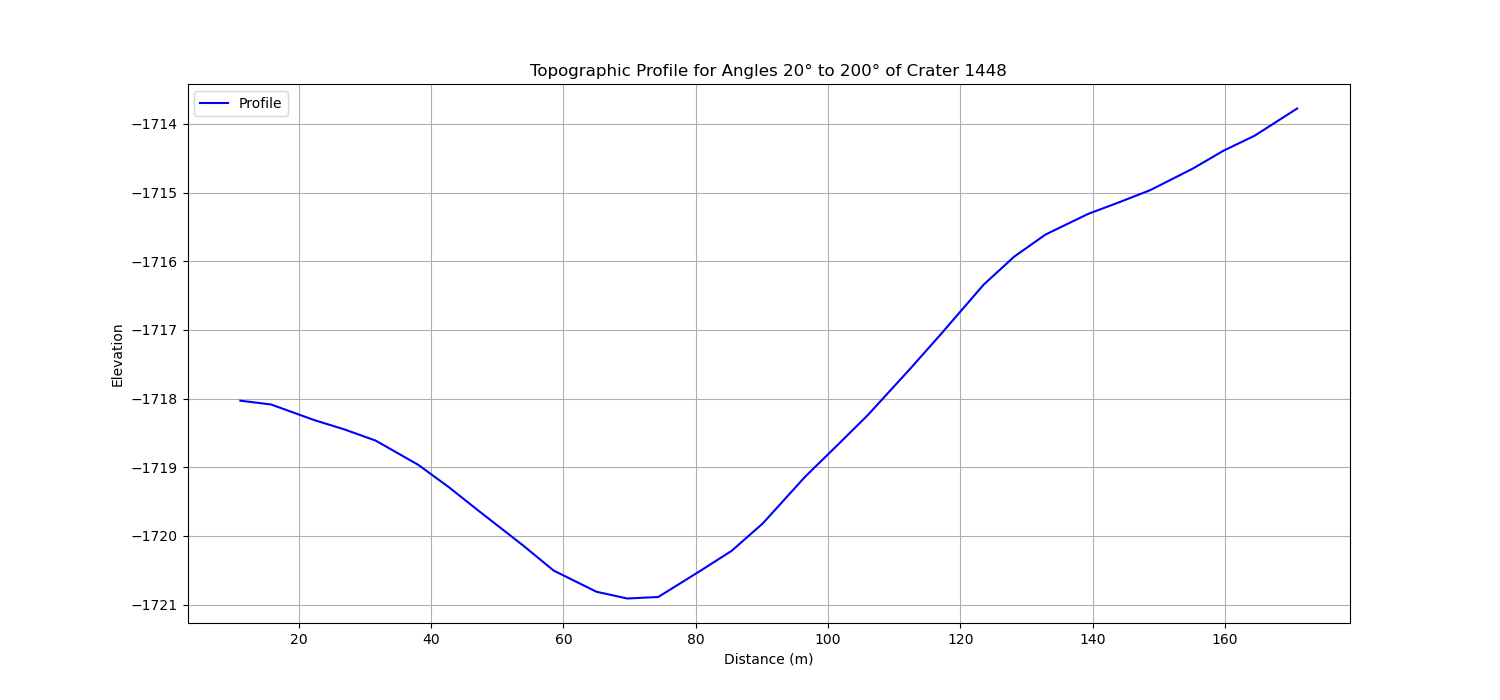 Topographic Profile for Angles 20° to 200° of Crater 1448
Profile
−1714
−1715
−1716
−1717
−1718
−1719
−1720
−1721
Elevation
20 40 60 80 100 120 140 160
Distance (m)